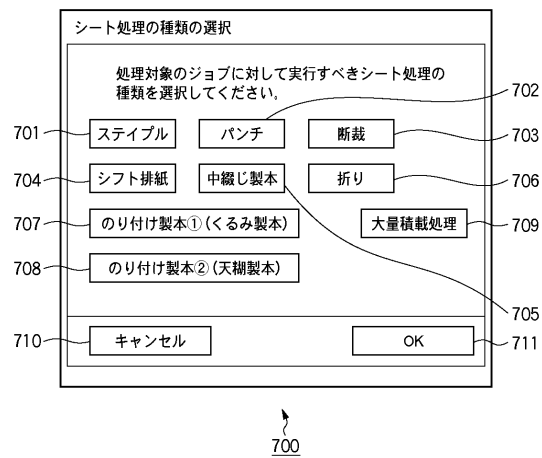 シート処理の種類の選択
処理対象のジョブに対して実行すべきシート処理の
種類を選択してください。
702
701 ステイプル パンチ 断裁 703
704 シフト排紙 中綴じ製本 折り 706
707 のり付け製本①(くるみ製本) 大量積載処理 709
708 のり付け製本②(天糊製本)
705
710 キャンセル OK 711
700